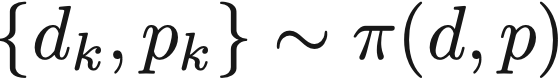 {d_k, p_k} ∼ π(d, p)